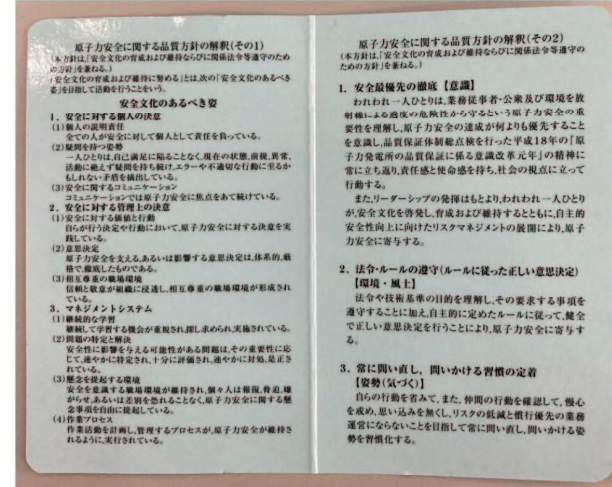 原子力安全に関する品質方針の解釈(その1)
(本方針は、「安全文化の育成および維持ならびに関係法令等遵守のため
の方針」を兼ねる。)
「安全文化の育成および維持に努める」とは、次の「安全文化のあるべき
姿」を目指して活動を行うことをいう。
安全文化のあるべき姿
1. 安全に対する個人の決意
(1)個人の説明責任
全ての人が安全に対して個人として責任を負っている。
(2)疑問を持つ姿勢
一人ひとりは、自己満足に陥ることなく、現在の状態、前提、異常、
活動に絶えず疑問を持ち続け、エラーや不適切な行動に至るか
もしれない矛盾を摘出している。
(3)安全に関するコミュニケーション
コミュニケーションでは原子力安全に焦点をあて続けている。
2. 安全に対する管理上の決意
(1)安全に対する価値と行動
自らが行う決定や行動において、原子力安全に対する決意を実
践している。
(2)意思決定
原子力安全を支える、あるいは影響する意思決定は、体系的、厳
格で、徹底したものである。
(3)相互尊重の職場環境
信頼と敬意が組織に浸透し、相互尊重の職場環境が形成され
ている。
3. マネジメントシステム
(1)継続的な学習
継続して学習する機会が重視され、探し求められ、実施されている。
(2)問題の特定と解決
安全性に影響を与える可能性がある問題は、その重要性に応
じて、速やかに特定され、十分に評価され、速やかに対処、是正さ
れている。
(3)懸念を提起する環境
安全を意識する職場環境が維持され、個々人は報復、脅迫、嫌
がらせ、あるいは差別を恐れることなく、原子力安全に関する懸
念事項を自由に提起している。
(4)作業プロセス
作業活動を計画し、管理するプロセスが、原子力安全が維持さ
れるように、実行されている。
原子力安全に関する品質方針の解釈(その2)
(本方針は、「安全文化の育成および維持ならびに関係法令等遵守の
ための方針」を兼ねる。)
1. 安全最優先の徹底【意識】
われわれ一人ひとりは、業務従事者・公衆及び環境を放
射線による過度の危険性から守るという原子力安全の重
要性を理解し、原子力安全の達成が何よりも優先すること
を意識し、品質保証体制総点検を行った平成18年の「原
子力発電所の品質保証に係る意識改革元年」の精神に
常に立ち返り、責任感と使命感を持ち、社会の視点に立って
行動する。
また、リーダーシップの発揮はもとより、われわれ一人ひとり
が、安全文化を啓発し、育成および維持するとともに、自主的
安全性向上に向けたリスクマネジメントの展開により、原子
力安全に寄与する。
2. 法令・ルールの遵守(ルールに従った正しい意思決定)
【環境・風土】
法令や技術基準の目的を理解し、その要求する事項を
遵守することに加え、自主的に定めたルールに従って、健全
で正しい意思決定を行うことにより、原子力安全に寄与す
る。
3. 常に問い直し、問いかける習慣の定着
【姿勢(気づく)】
自らの行動を省みて、また、仲間の行動を確認して、慢心
を戒め、思い込みを無くし、リスクの低減と慣行優先の業務
運営にならないことを目指して常に問い直し、問いかける姿
勢を習慣化する。